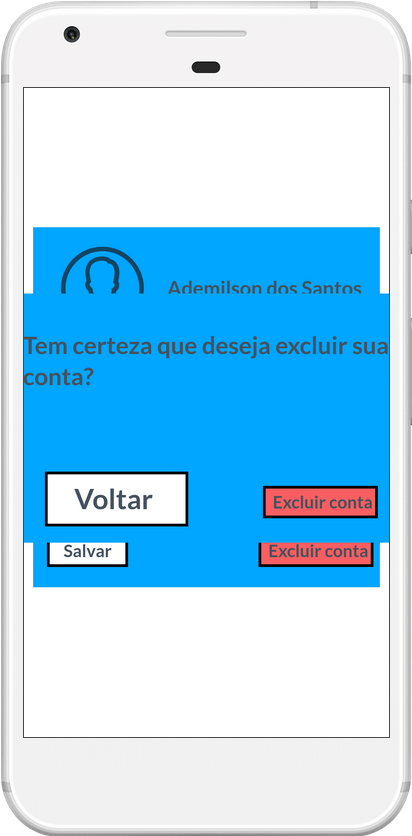 Ademilson dos Santos
Tem certeza que deseja excluir sua
conta?
Voltar
Excluir conta
Salvar
Excluir conta